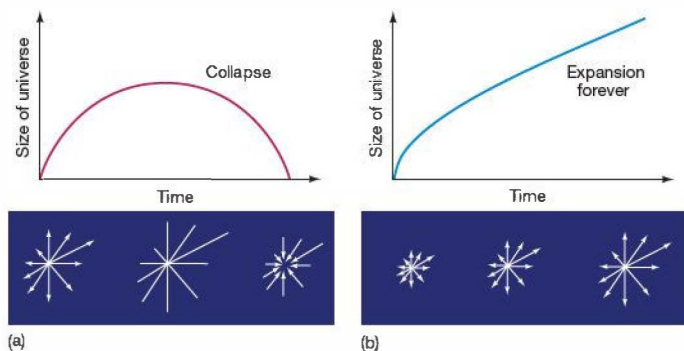 Size of universe
Collapse
Time
(a)
Size of universe
Expansion
forever
Time
(b)